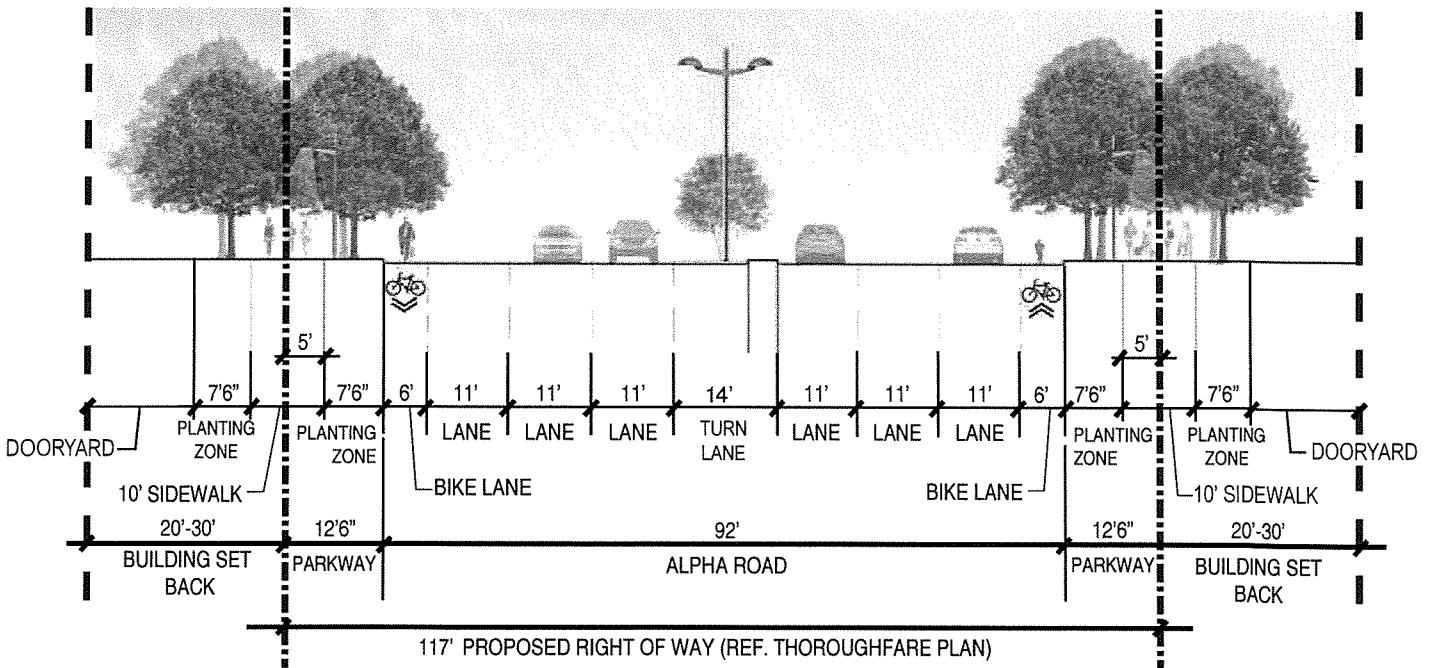 5'
5'
7'6"
7'6"
6'
11'
11'
11'
14'
11'
11'
11'
6'
7'6"
7'6"
DOORYARD
PLANTING
ZONE
PLANTING
ZONE
LANE
LANE
LANE
TURN
LANE
LANE
LANE
LANE
PLANTING
ZONE
PLANTING
ZONE
DOORYARD
10' SIDEWALK
BIKE LANE
BIKE LANE
10' SIDEWALK
20'-30'
12'6"
92'
12'6"
20'-30'
BUILDING SET
BACK
PARKWAY
ALPHA ROAD
PARKWAY
BUILDING SET
BACK
117' PROPOSED RIGHT OF WAY (REF. THOROUGHFARE PLAN)